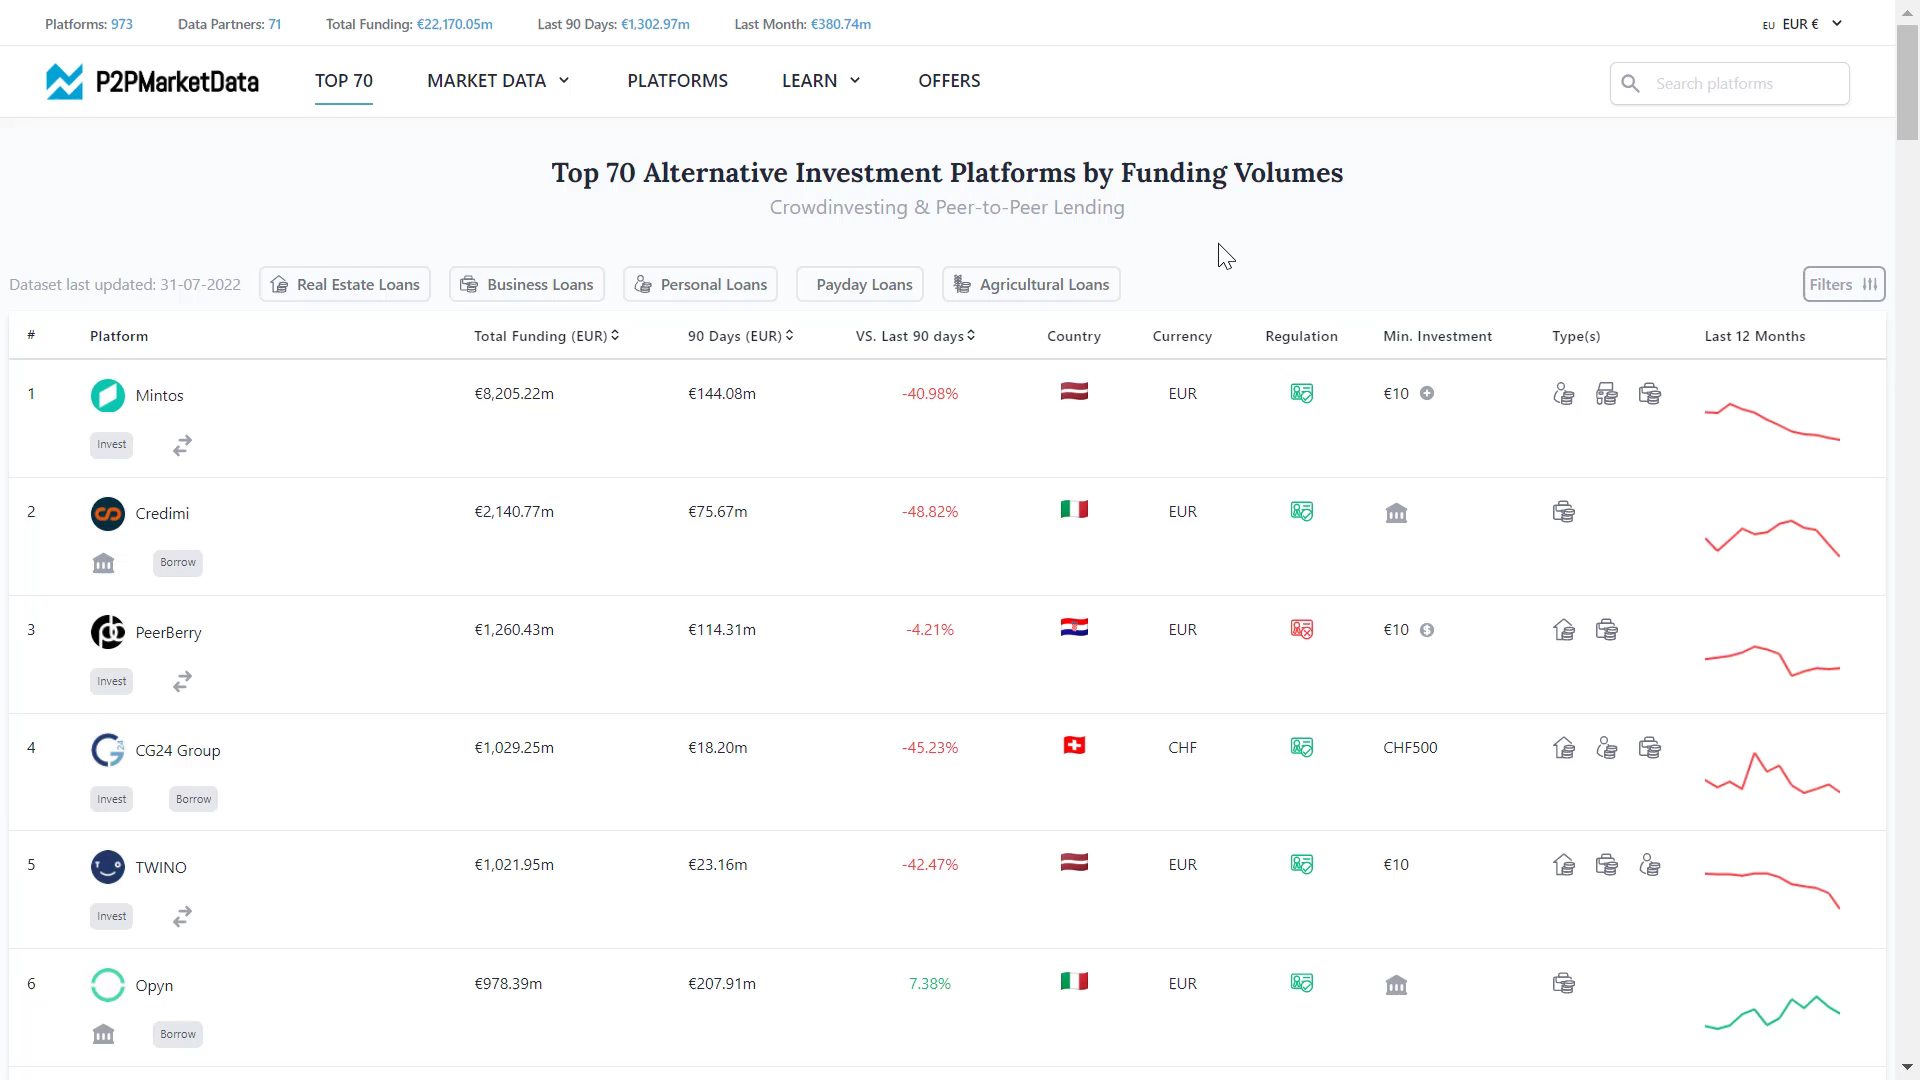 Platforms: 973 Data Partners: 71 Total Funding: €22,170.05m Last 90 Days: €1,302.97m Last Month: €380.74m EU EUR €
P2PMarketData TOP 70 MARKET DATA PLATFORMS LEARN OFFERS Search platforms
Top 70 Alternative Investment Platforms by Funding Volumes
Crowdinvesting & Peer-to-Peer Lending
Dataset last updated: 31-07-2022 Real Estate Loans Business Loans Personal Loans Payday Loans Agricultural Loans Filters
# Platform Total Funding (EUR) 90 Days (EUR) VS. Last 90 days Country Currency Regulation Min. Investment Type(s) Last 12 Months
1 Mintos €8,205.22m €144.08m -40.98% EUR €10
Invest
2 Credimi €2,140.77m €75.67m -48.82% EUR
Borrow
3 PeerBerry €1,260.43m €114.31m -4.21% EUR €10
Invest
4 CG24 Group €1,029.25m €18.20m -45.23% CHF CHF500
Invest Borrow
5 TWINO €1,021.95m €23.16m -42.47% EUR €10
Invest
6 Opyn €978.39m €207.91m 7.38% EUR
Borrow